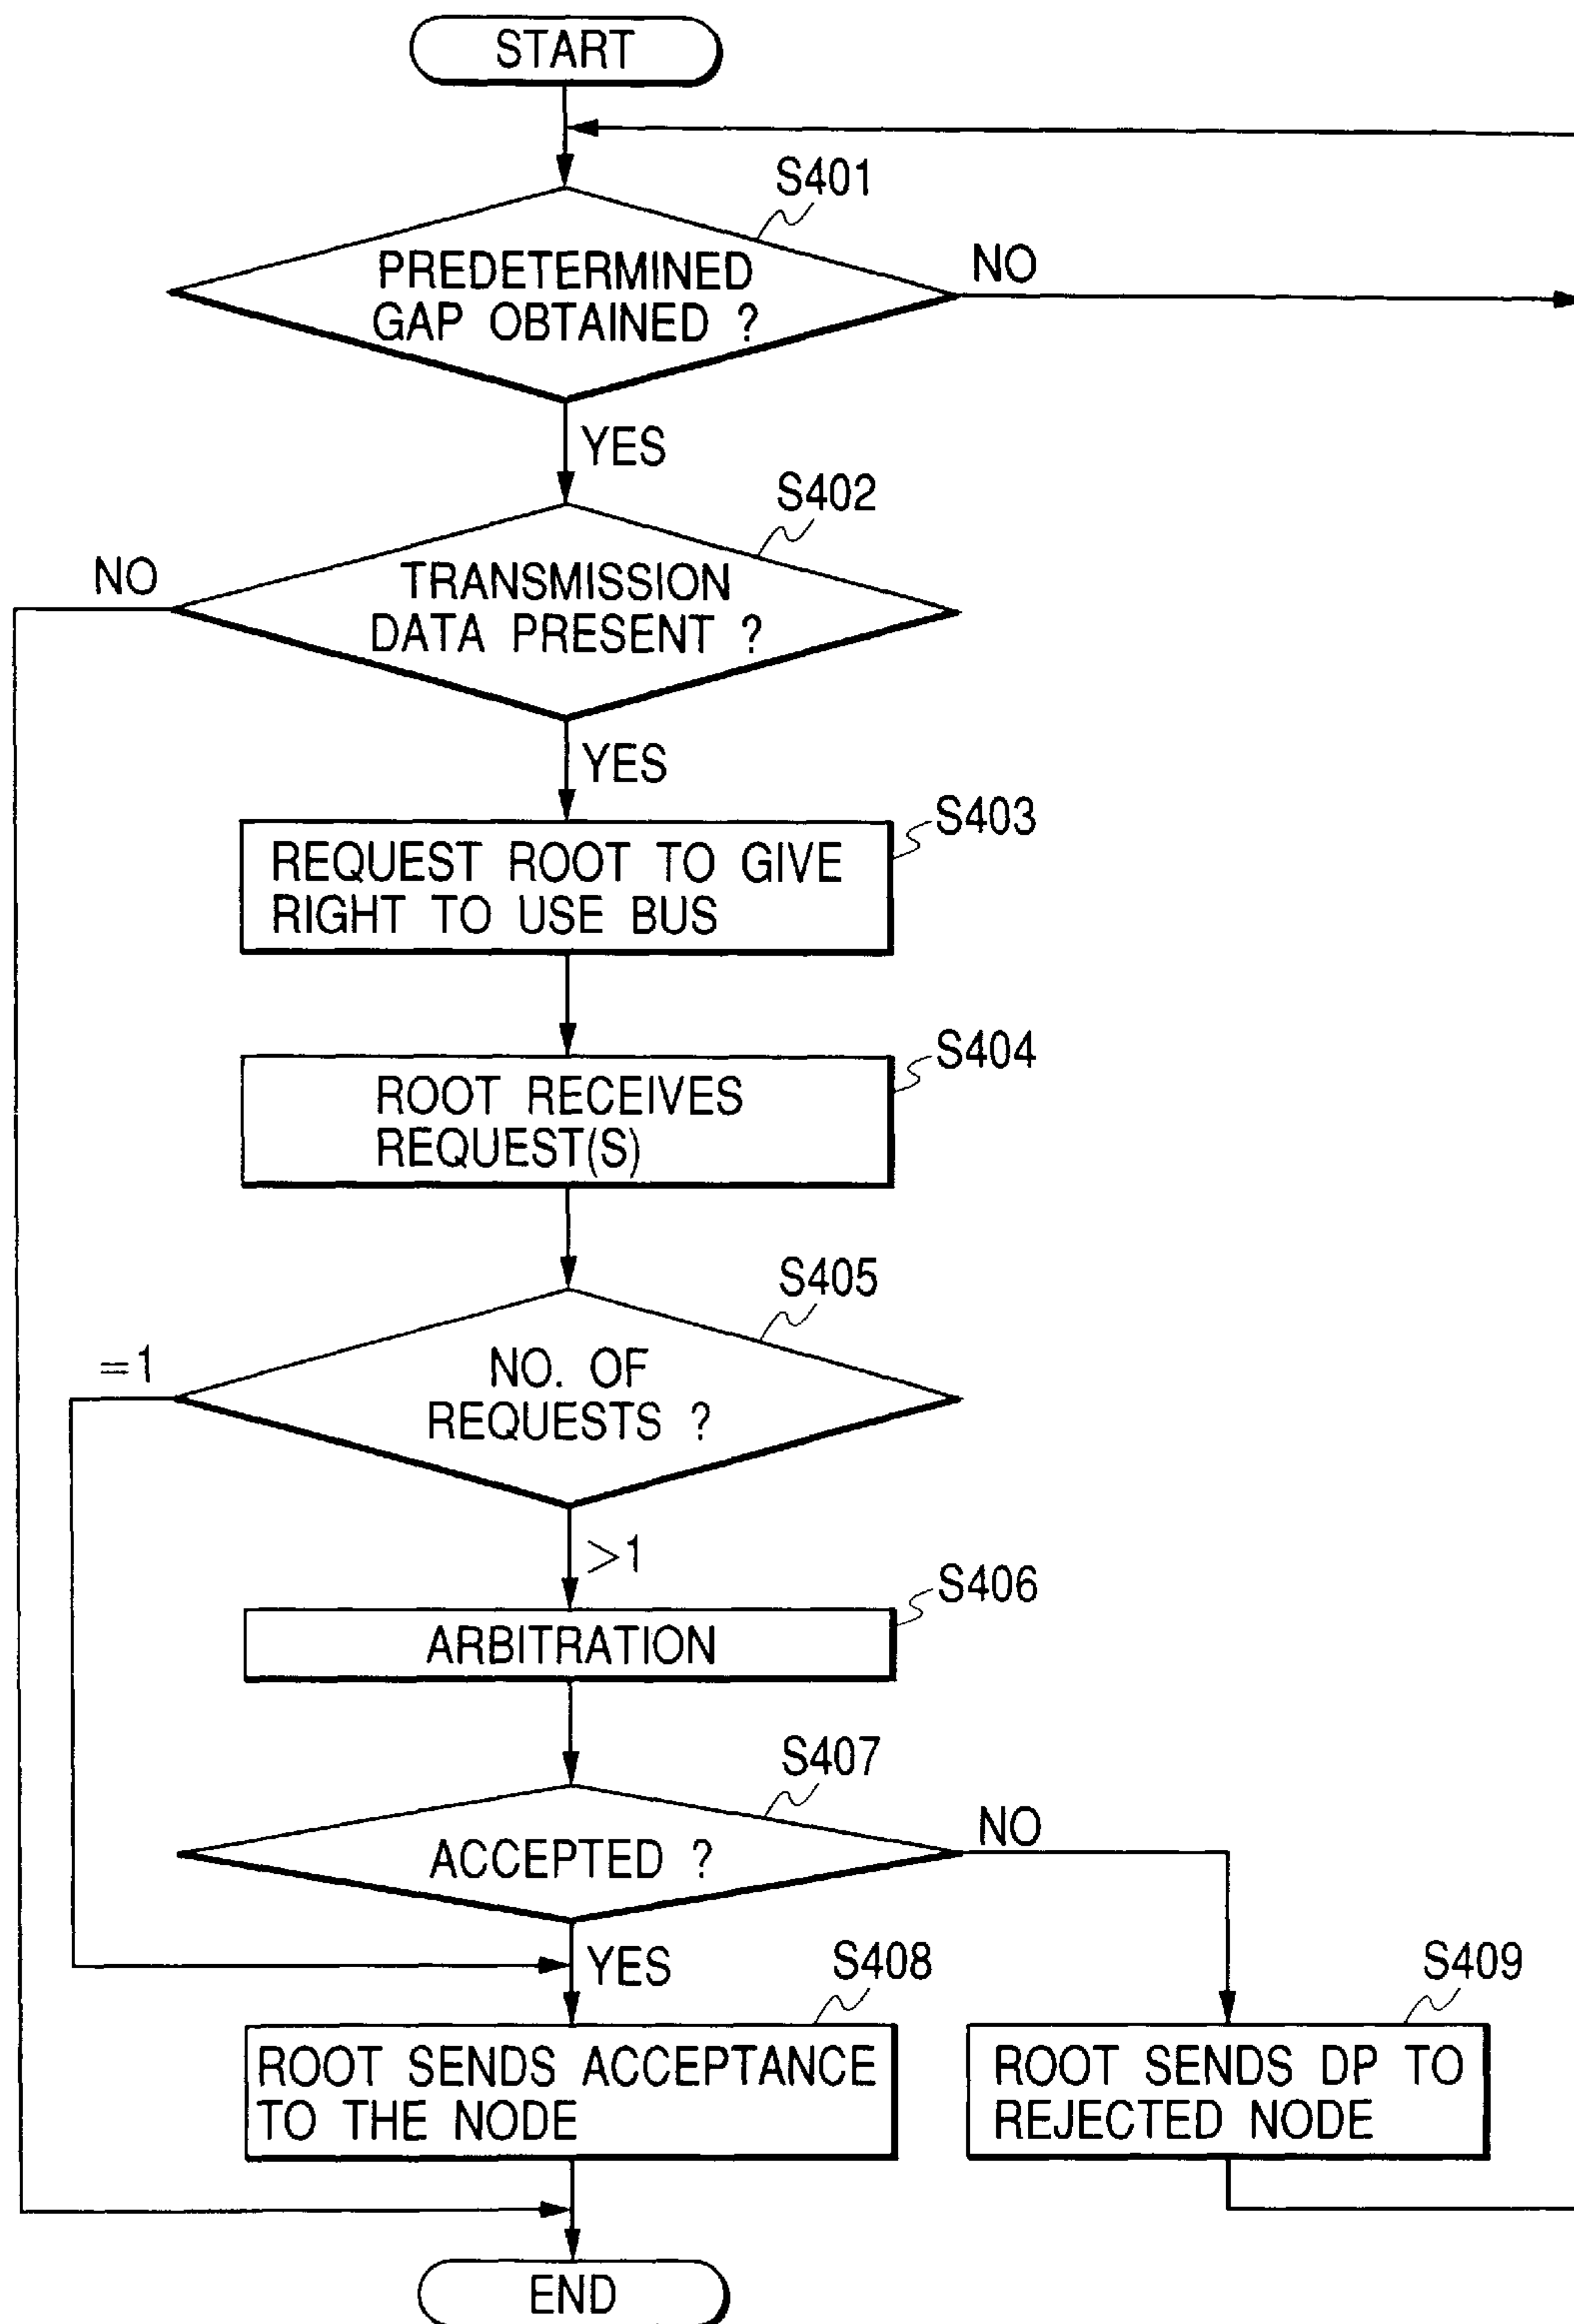 START
S401
PREDETERMINED
GAP OBTAINED ?
NO
YES
S402
NO
TRANSMISSION
DATA PRESENT ?
YES
S403
REQUEST ROOT TO GIVE
RIGHT TO USE BUS
S404
ROOT RECEIVES
REQUEST(S)
S405
=1
NO. OF
REQUESTS ?
>1
S406
ARBITRATION
S407
ACCEPTED ?
NO
YES
S408
ROOT SENDS ACCEPTANCE
TO THE NODE
S409
ROOT SENDS DP TO
REJECTED NODE
END